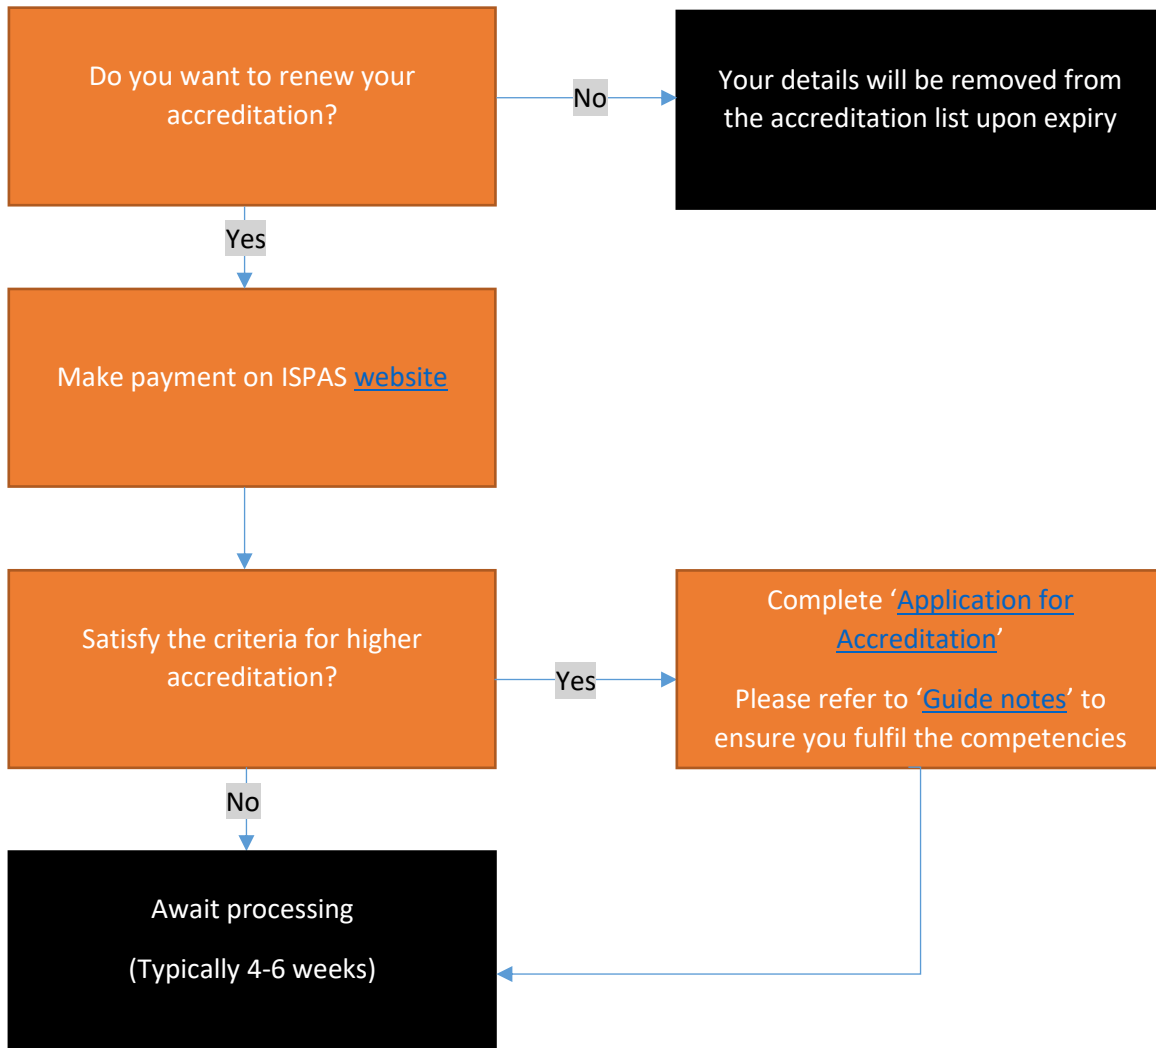 Do you want to renew your
accreditation?
No
Your details will be removed from
the accreditation list upon expiry
Yes
Make payment on ISPAS website
Satisfy the criteria for higher
accreditation?
Yes
Complete ‘Application for
Accreditation’
Please refer to ‘Guide notes’ to
ensure you fulfil the competencies
No
Await processing
(Typically 4-6 weeks)